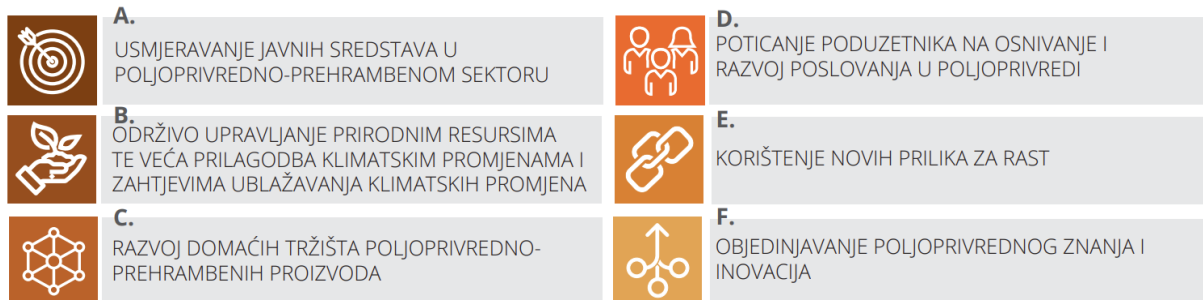 A.
USMJERAVANJE JAVNIH SREDSTAVA U
POLJOPRIVREDNO-PREHRAMBENOM SEKTORU
B.
ODRŽIVO UPRAVLJANJE PRIRODNIM RESURSIMA
TE VEĆA PRILAGODBA KLIMATSKIM PROMJENAMA I
ZAHTJEVIMA UBLAŽAVANJA KLIMATSKIH PROMJENA
C.
RAZVOJ DOMAĆIH TRŽIŠTA POLJOPRIVREDNO-
PREHRAMBENIH PROIZVODA
D.
POTICANJE PODUZETNIKA NA OSNIVANJE I
RAZVOJ POSLOVANJA U POLJOPRIVREDI
E.
KORIŠTENJE NOVIH PRILIKA ZA RAST
F.
OBJEDINJAVANJE POLJOPRIVREDNOG ZNANJA I
INOVACIJA